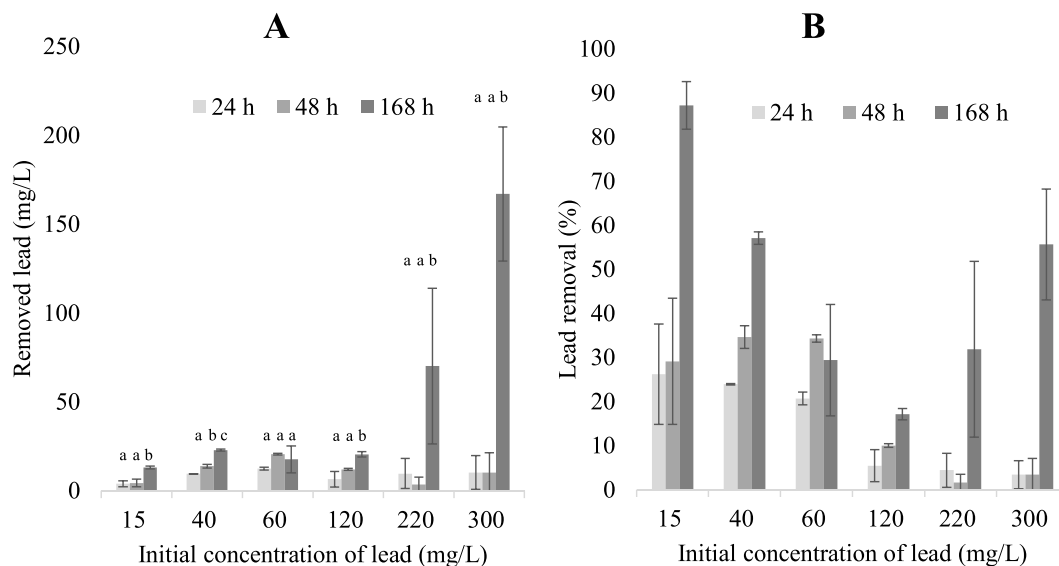 A
250
200
150
100
50
0
Removed lead (mg/L)
24 h 48 h 168 h
a a b
a b c
a a a
a a b
a a b
a a b
15 40 60 120 220 300
Initial concentration of lead (mg/L)
B
100
90
80
70
60
50
40
30
20
10
0
Lead removal (%)
24 h 48 h 168 h
15 40 60 120 220 300
Initial concentration of lead (mg/L)